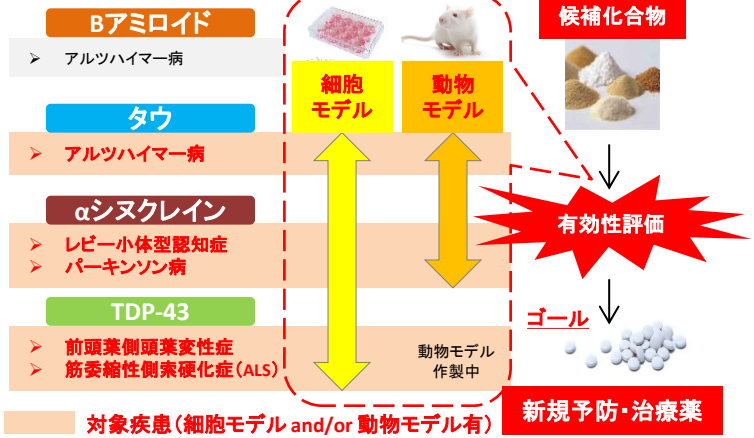 Bアミロイド
➢ アルツハイマー病
タウ
➢ アルツハイマー病
αシヌクレイン
➢ レビー小体型認知症
➢ パーキンソン病
TDP-43
➢ 前頭葉側頭葉変性症
➢ 筋委縮性側索硬化症(ALS)
細胞
モデル
動物
モデル
動物モデル
作製中
候補化合物
有効性評価
ゴール
新規予防・治療薬
対象疾患(細胞モデル and/or 動物モデル有)